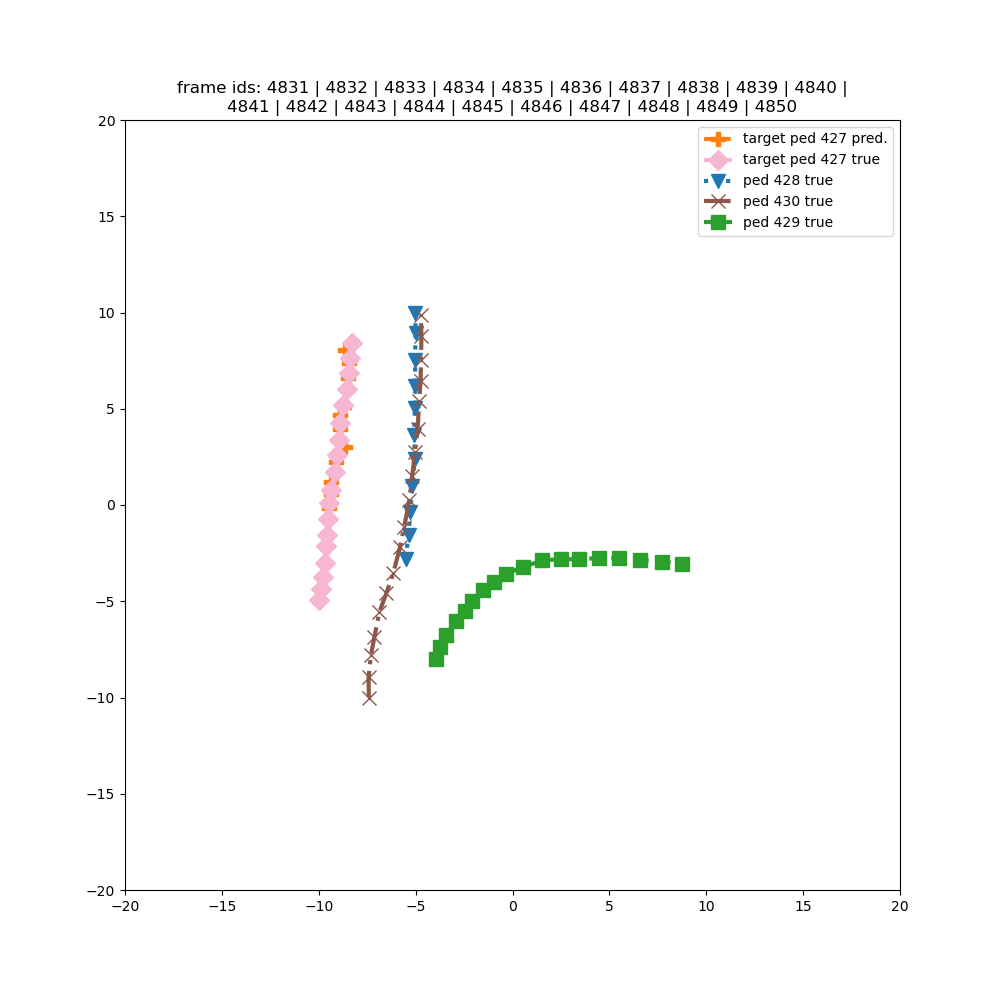 frame ids: 4831 | 4832 | 4833 | 4834 | 4835 | 4836 | 4837 | 4838 | 4839 | 4840 |
4841 | 4842 | 4843 | 4844 | 4845 | 4846 | 4847 | 4848 | 4849 | 4850
target ped 427 pred.
target ped 427 true
ped 428 true
ped 430 true
ped 429 true
20
15
10
5
0
−5
−10
−15
−20
−20 −15 −10 −5 0 5 10 15 20